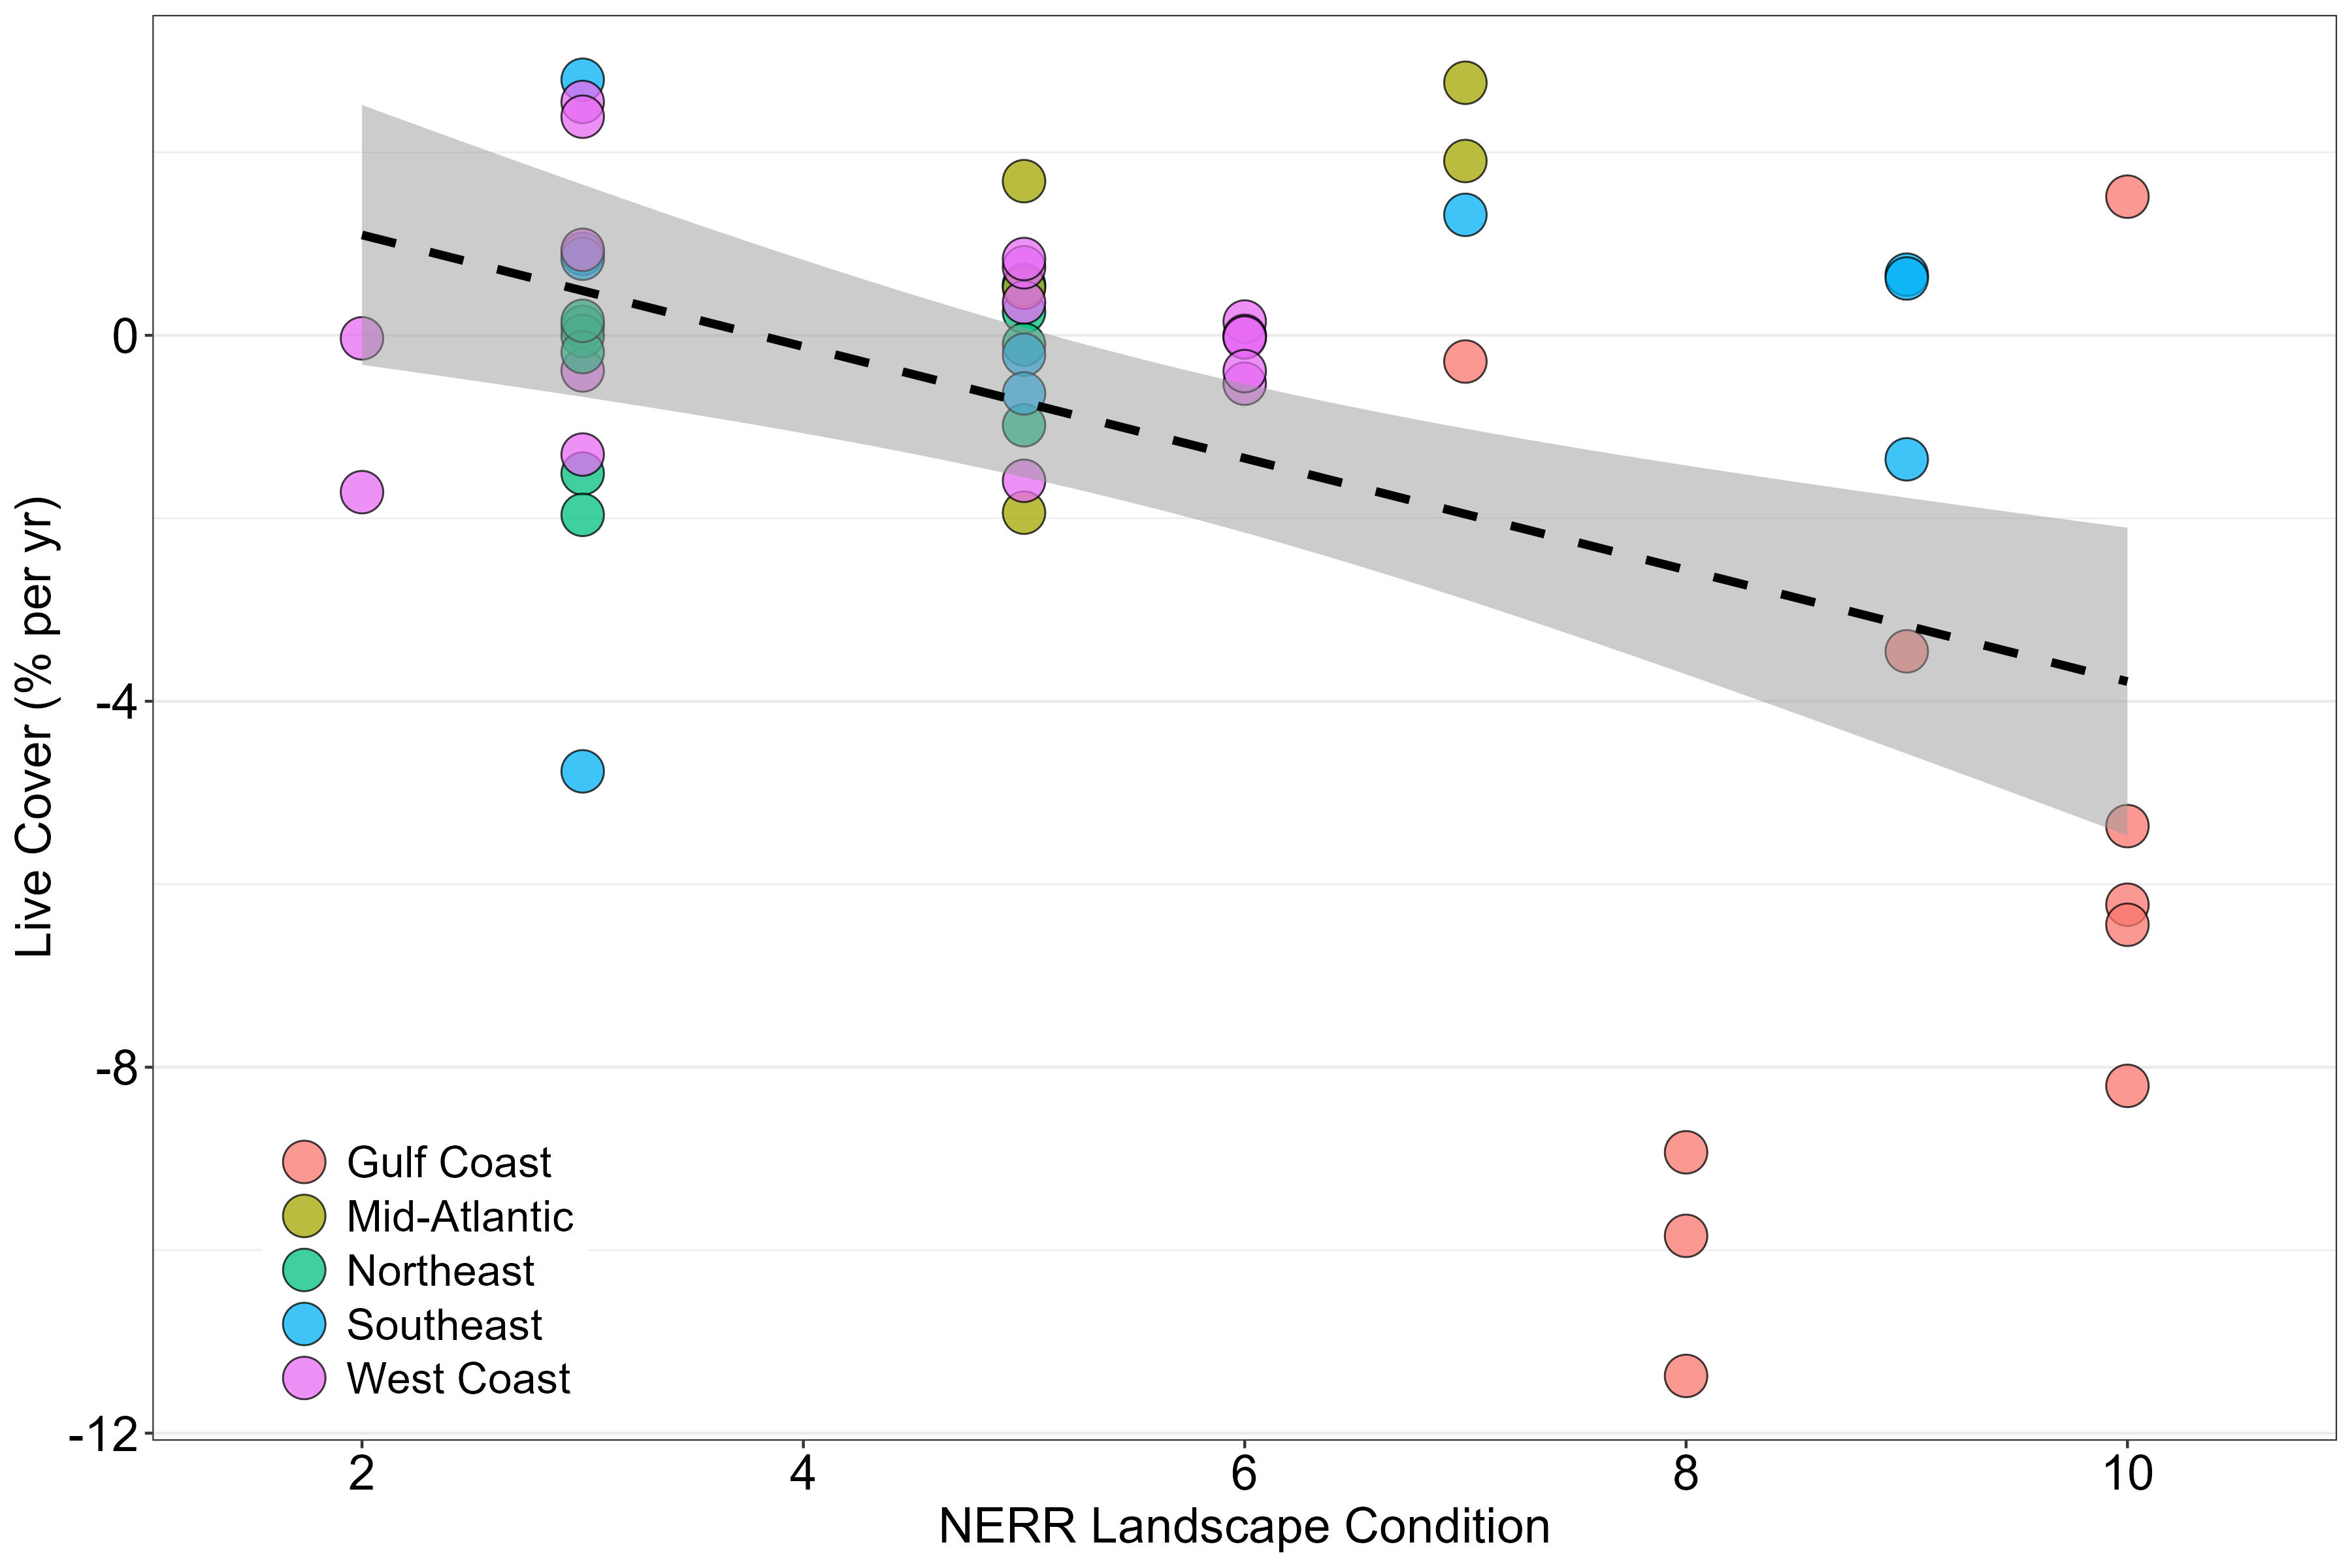 Live Cover (% per yr)
0
-4
-8
-12
Gulf Coast
Mid-Atlantic
Northeast
Southeast
West Coast
2 4 6 8 10
NERR Landscape Condition